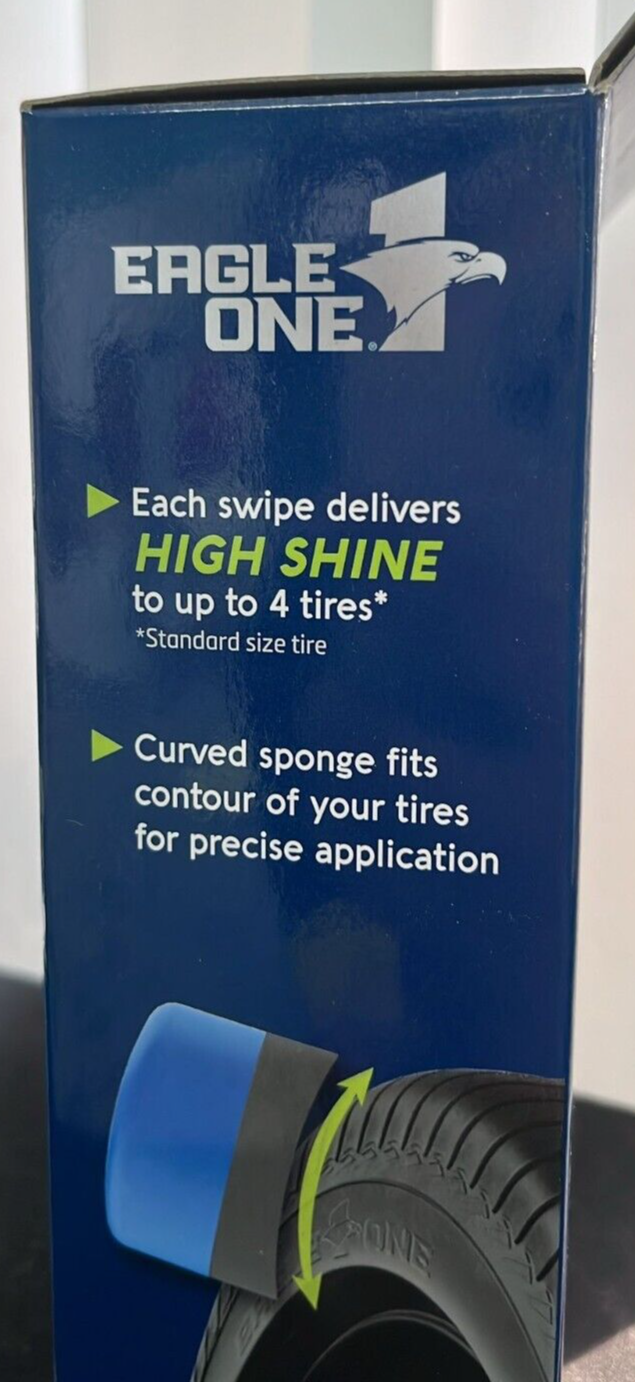 EAGLE
ONE®
Each swipe delivers
HIGH SHINE
to up to 4 tires*
*Standard size tire
Curved sponge fits
contour of your tires
for precise application
ONE